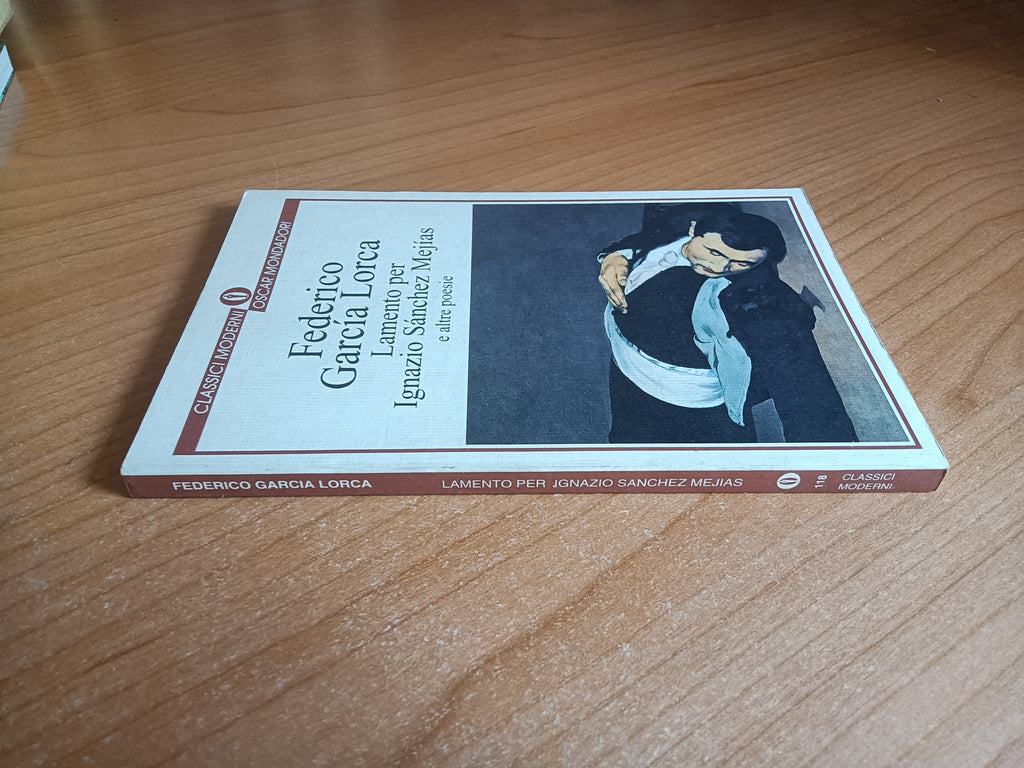 CLASSICI MODERNI
OSCAR MONDADORI
Federico
García Lorca
Lamento per
Ignazio Sánchez Mejías
e altre poesie
FEDERICO GARCIA LORCA
LAMENTO PER IGNAZIO SANCHEZ MEJIAS
118
CLASSICI
MODERNI